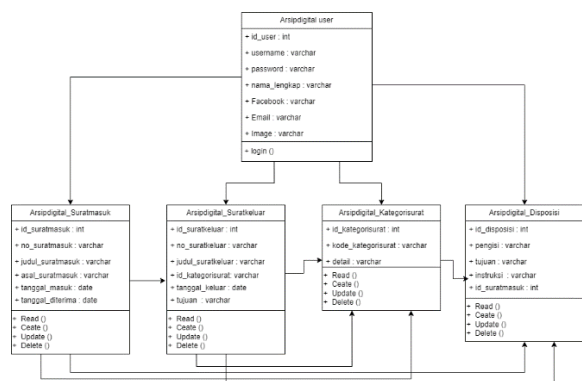 Arsipdigital user
+ id_user : int
+ username : varchar
+ password : varchar
+ nama_lengkap : varchar
+ Facebook : varchar
+ Email : varchar
+ Image : varchar
+ login ()
Arsipdigital_Suratmasuk
+ id_suratmasuk : int
+ no_suratmasuk : varchar
+ judul_suratmasuk : varchar
+ asal_suratmasuk : varchar
+ tanggal_masuk : date
+ tanggal_diterima : date
+ Read ()
+ Ceate ()
+ Update ()
+ Delete ()
Arsipdigital_Suratkeluar
+ id_suratkeluar : int
+ no_suratkeluar : varchar
+ judul_suratkeluar : varchar
+ id_kategorisurat: varchar
+ tanggal_keluar : date
+ tujuan : varchar
+ Read ()
+ Ceate ()
+ Update ()
+ Delete ()
Arsipdigital_Kategorisurat
+ id_kategorisurat : int
+ kode_kategorisurat : varchar
+ detail : varchar
+ Read ()
+ Ceate ()
+ Update ()
+ Delete ()
Arsipdigital_Disposisi
+ id_disposisi : int
+ pengisi : varchar
+ tujuan : varchar
+ instruksi : varchar
+ id_suratmasuk : int
+ Read ()
+ Ceate ()
+ Update ()
+ Delete ()